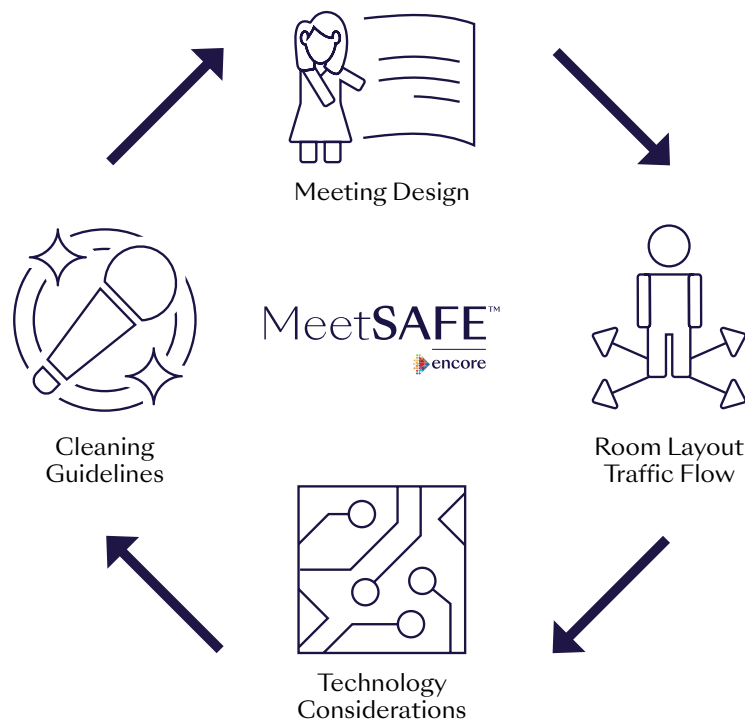 Meeting Design
MeetSAFE™
encore
Cleaning
Guidelines
Room Layout
Traffic Flow
Technology
Considerations